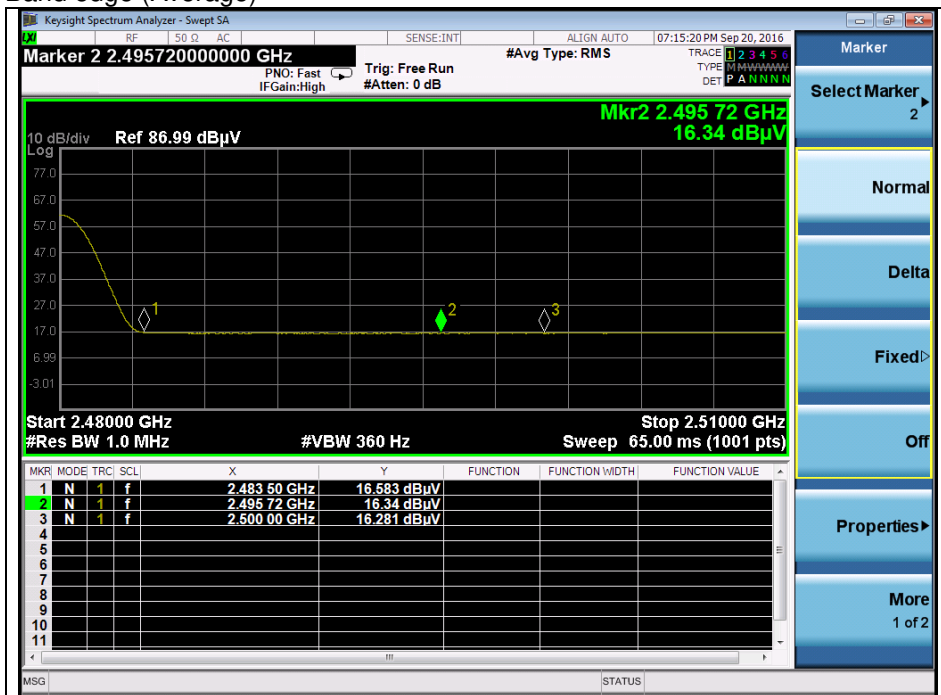 Band edge (Average)
Keysight Spectrum Analyzer - Swept SA
LXI RF 50 Ω AC SENSE:INT ALIGN AUTO 07:15:20 PM Sep 20, 2016
Marker 2 2.495720000000 GHz
PNO: Fast
IFGain:High
Trig: Free Run
#Atten: 0 dB
#Avg Type: RMS
TRACE 1 2 3 4 5 6
TYPE M M W W W W
DET P A N N N N
Mkr2 2.495 72 GHz
16.34 dBµV
10 dB/div Ref 86.99 dBµV
Log
77.0
67.0
57.0
47.0
37.0
27.0
17.0
6.99
-3.01
1
2
3
Start 2.48000 GHz Stop 2.51000 GHz
#Res BW 1.0 MHz #VBW 360 Hz Sweep 65.00 ms (1001 pts)
MKR MODE TRC SCL X Y FUNCTION FUNCTION WIDTH FUNCTION VALUE
1 N 1 f 2.483 50 GHz 16.583 dBµV
2 N 1 f 2.495 72 GHz 16.34 dBµV
3 N 1 f 2.500 00 GHz 16.281 dBµV
4
5
6
7
8
9
10
11
MSG STATUS
Marker
Select Marker
2
Normal
Delta
Fixed
Off
Properties
More
1 of 2